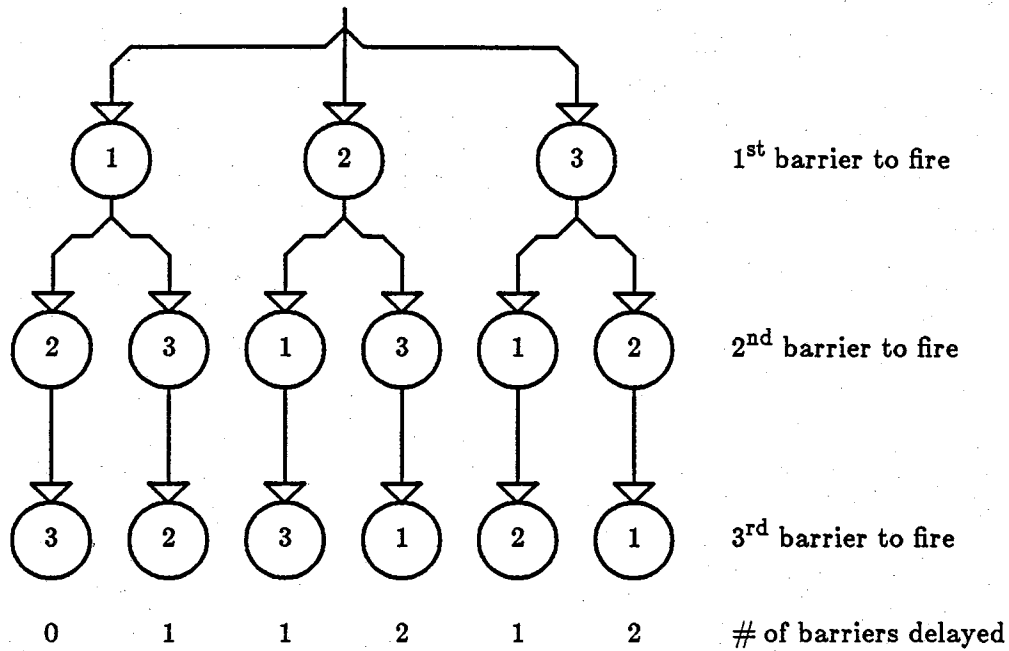 1 2 3 1st barrier to fire
2 3 1 3 1 2 2nd barrier to fire
3 2 3 1 2 1 3rd barrier to fire
0 1 1 2 1 2 # of barriers delayed